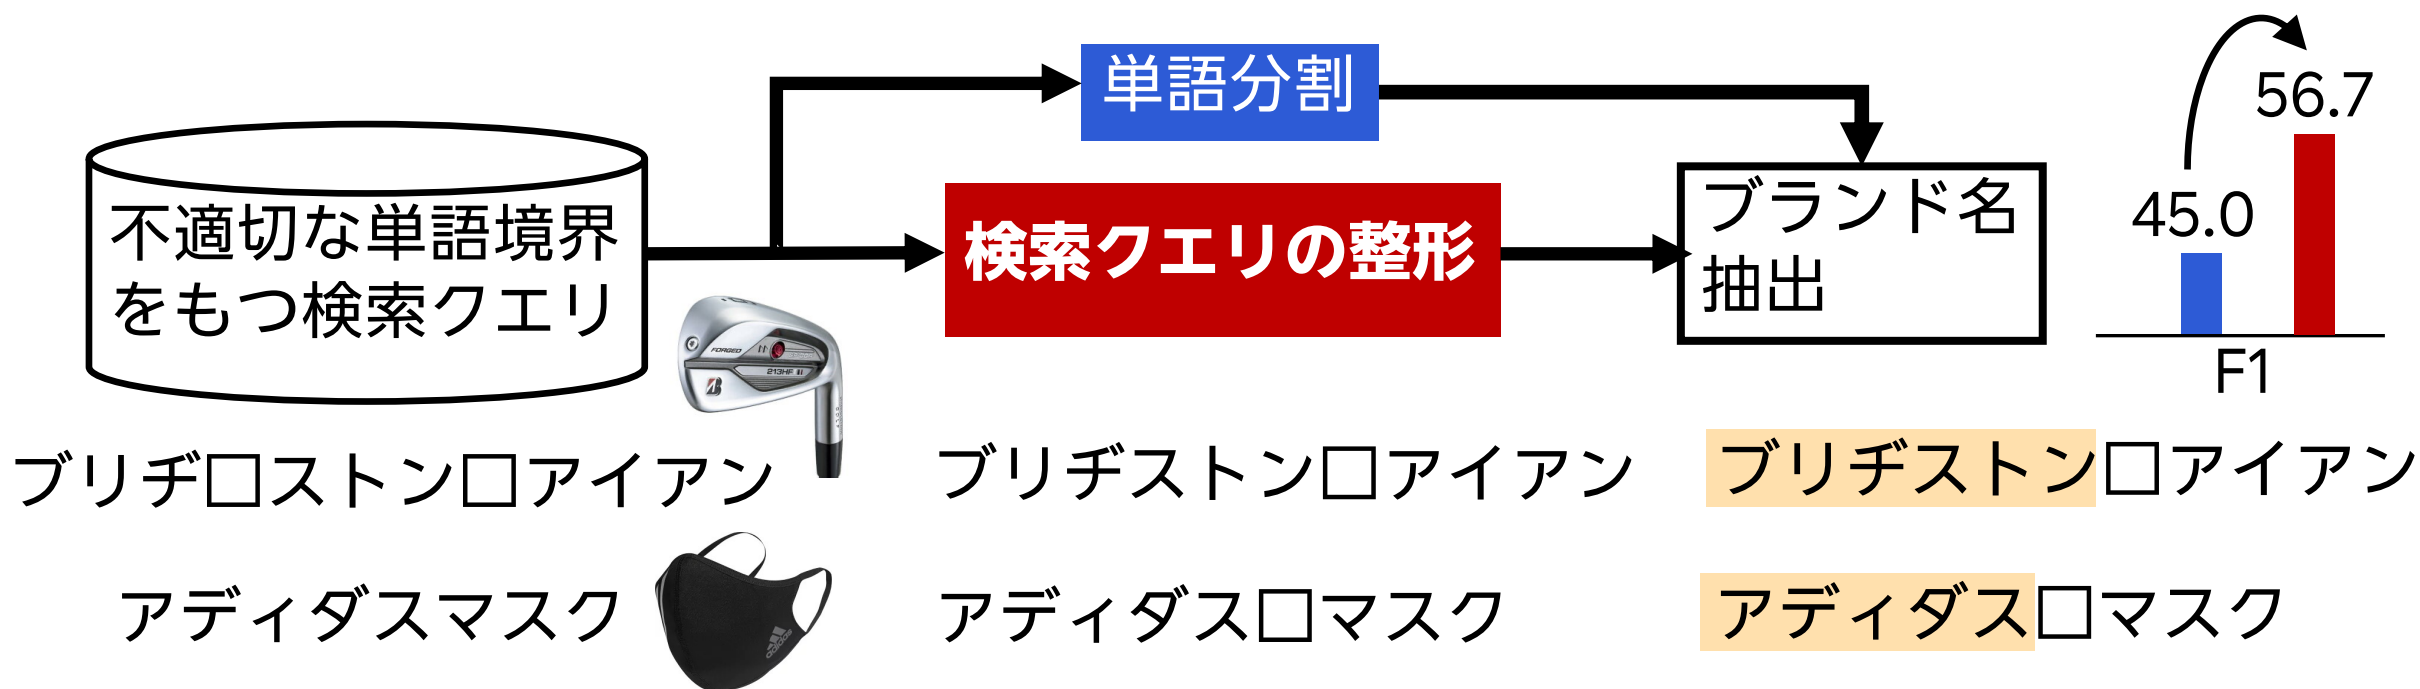 単語分割
56.7
45.0
不適切な単語境界
をもつ検索クエリ
検索クエリの整形
ブランド名
抽出
F1
FORGED
213HF
ブリヂ□ストン□アイアン
ブリヂストン□アイアン
ブリヂストン□アイアン
アディダスマスク
adidas
アディダス□マスク
アディダス□マスク